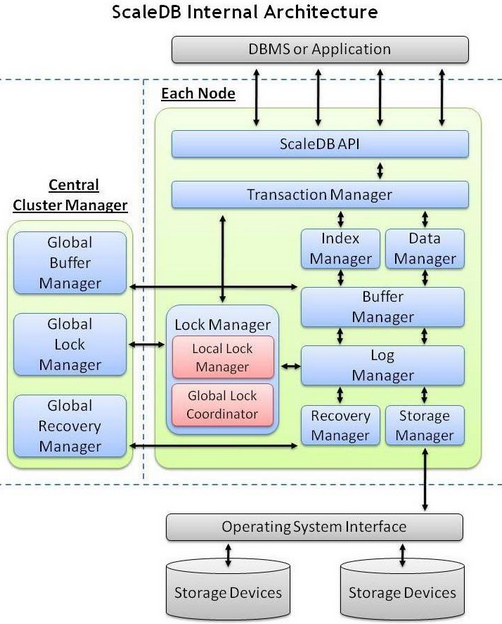 ScaleDB Internal Architecture
DBMS or Application
Each Node
ScaleDB API
Central
Cluster Manager
Transaction Manager
Global
Buffer
Manager
Index
Manager
Data
Manager
Buffer
Manager
Global
Lock
Manager
Lock Manager
Local Lock
Manager
Global Lock
Coordinator
Log
Manager
Global
Recovery
Manager
Recovery
Manager
Storage
Manager
Operating System Interface
Storage Devices
Storage Devices